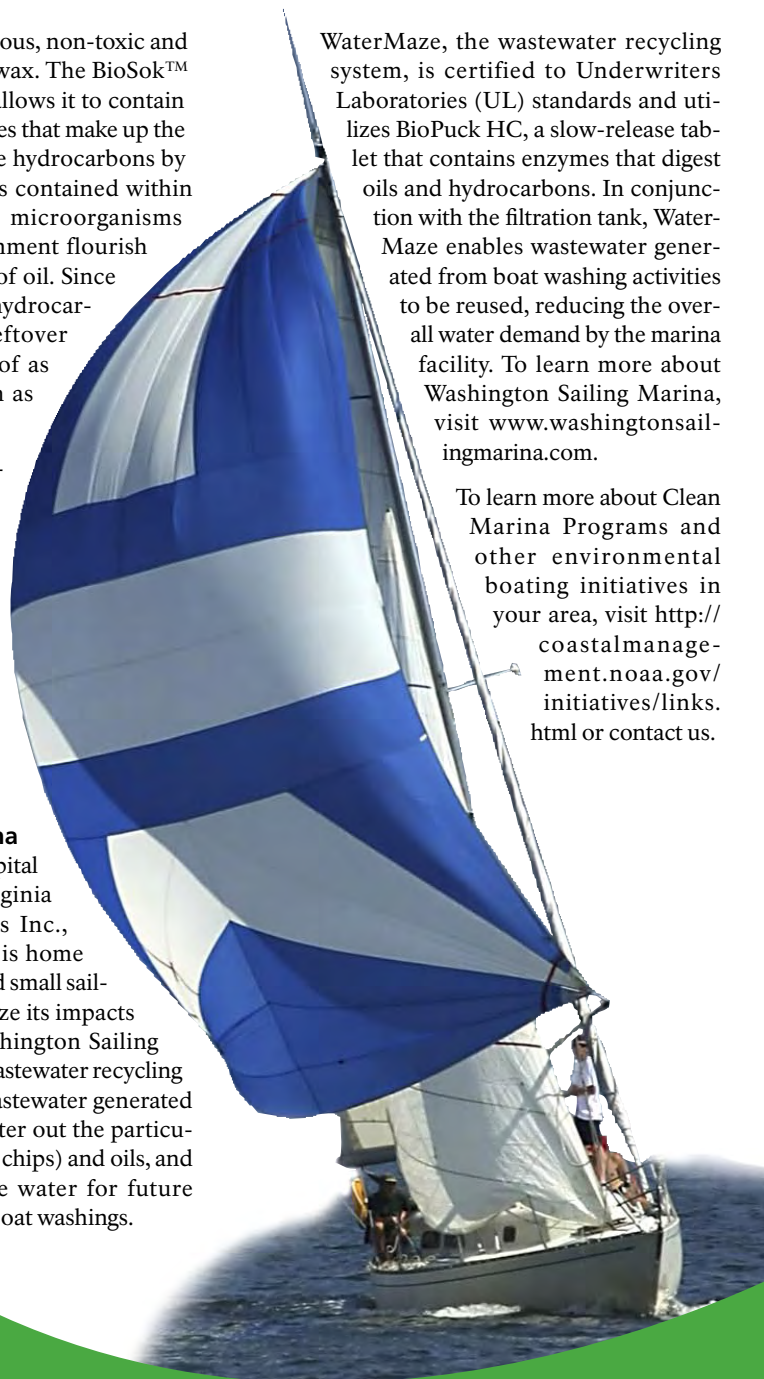 ous, non-toxic and
wax. The BioSok™
allows it to contain
es that make up the
e hydrocarbons by
s contained within
microorganisms
nment flourish
of oil. Since
hydrocar-
eftover
of as
n as
-
na
pital
ginia
s Inc.,
is home
d small sail-
ze its impacts
hington Sailing
astewater recycling
astewater generated
ter out the particu-
chips) and oils, and
e water for future
oat washings.
WaterMaze, the wastewater recycling
system, is certified to Underwriters
Laboratories (UL) standards and uti-
lizes BioPuck HC, a slow-release tab-
let that contains enzymes that digest
oils and hydrocarbons. In conjunc-
tion with the filtration tank, Water-
Maze enables wastewater gener-
ated from boat washing activities
to be reused, reducing the over-
all water demand by the marina
facility. To learn more about
Washington Sailing Marina,
visit www.washingtonsail-
ingmarina.com.
To learn more about Clean
Marina Programs and
other environmental
boating initiatives in
your area, visit http://
coastalmanage-
ment.noaa.gov/
initiatives/links.
html or contact us.